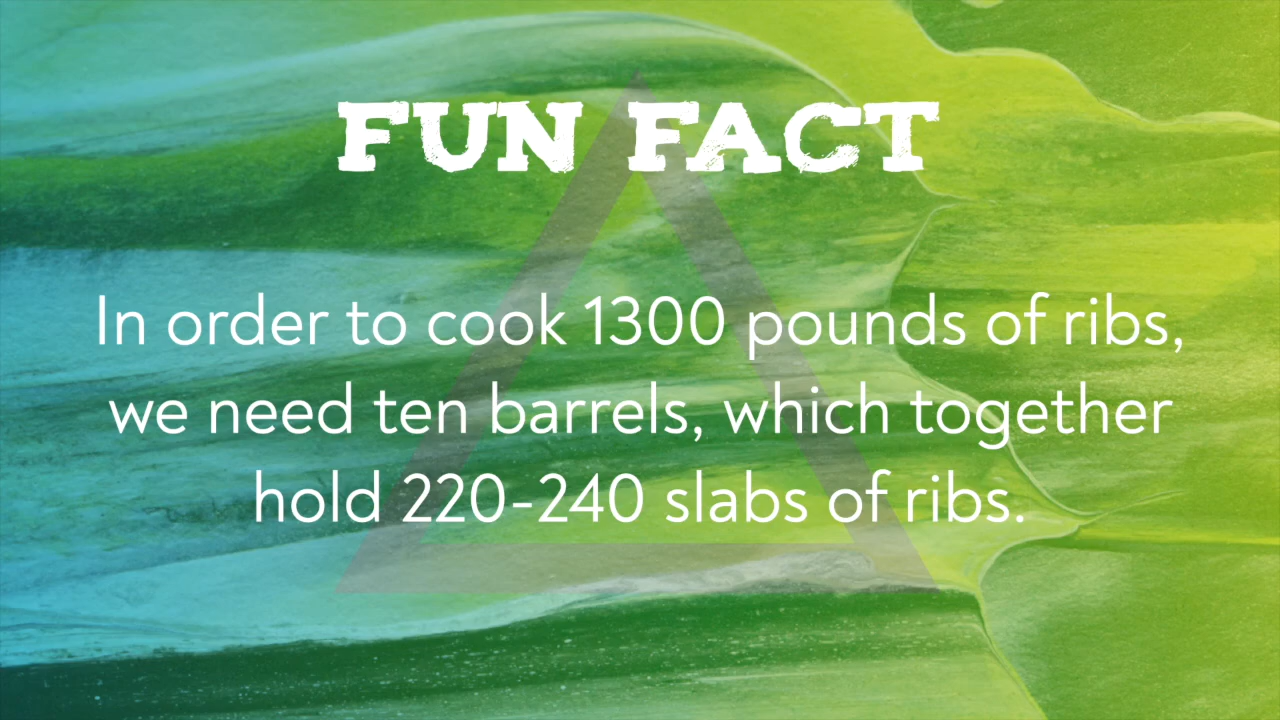 FUN FACT
In order to cook 1300 pounds of ribs,
we need ten barrels, which together
hold 220-240 slabs of ribs.